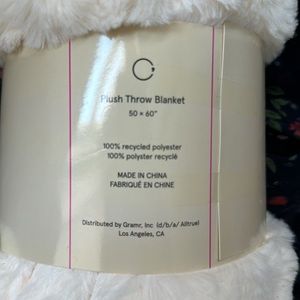 Plush Throw Blanket
50 × 60"
100% recycled polyester
100% polyster recyclé
MADE IN CHINA
FABRIQUÉ EN CHINE
Distributed by Gramr, Inc (d/b/a/ Alltrue)
Los Angeles, CA